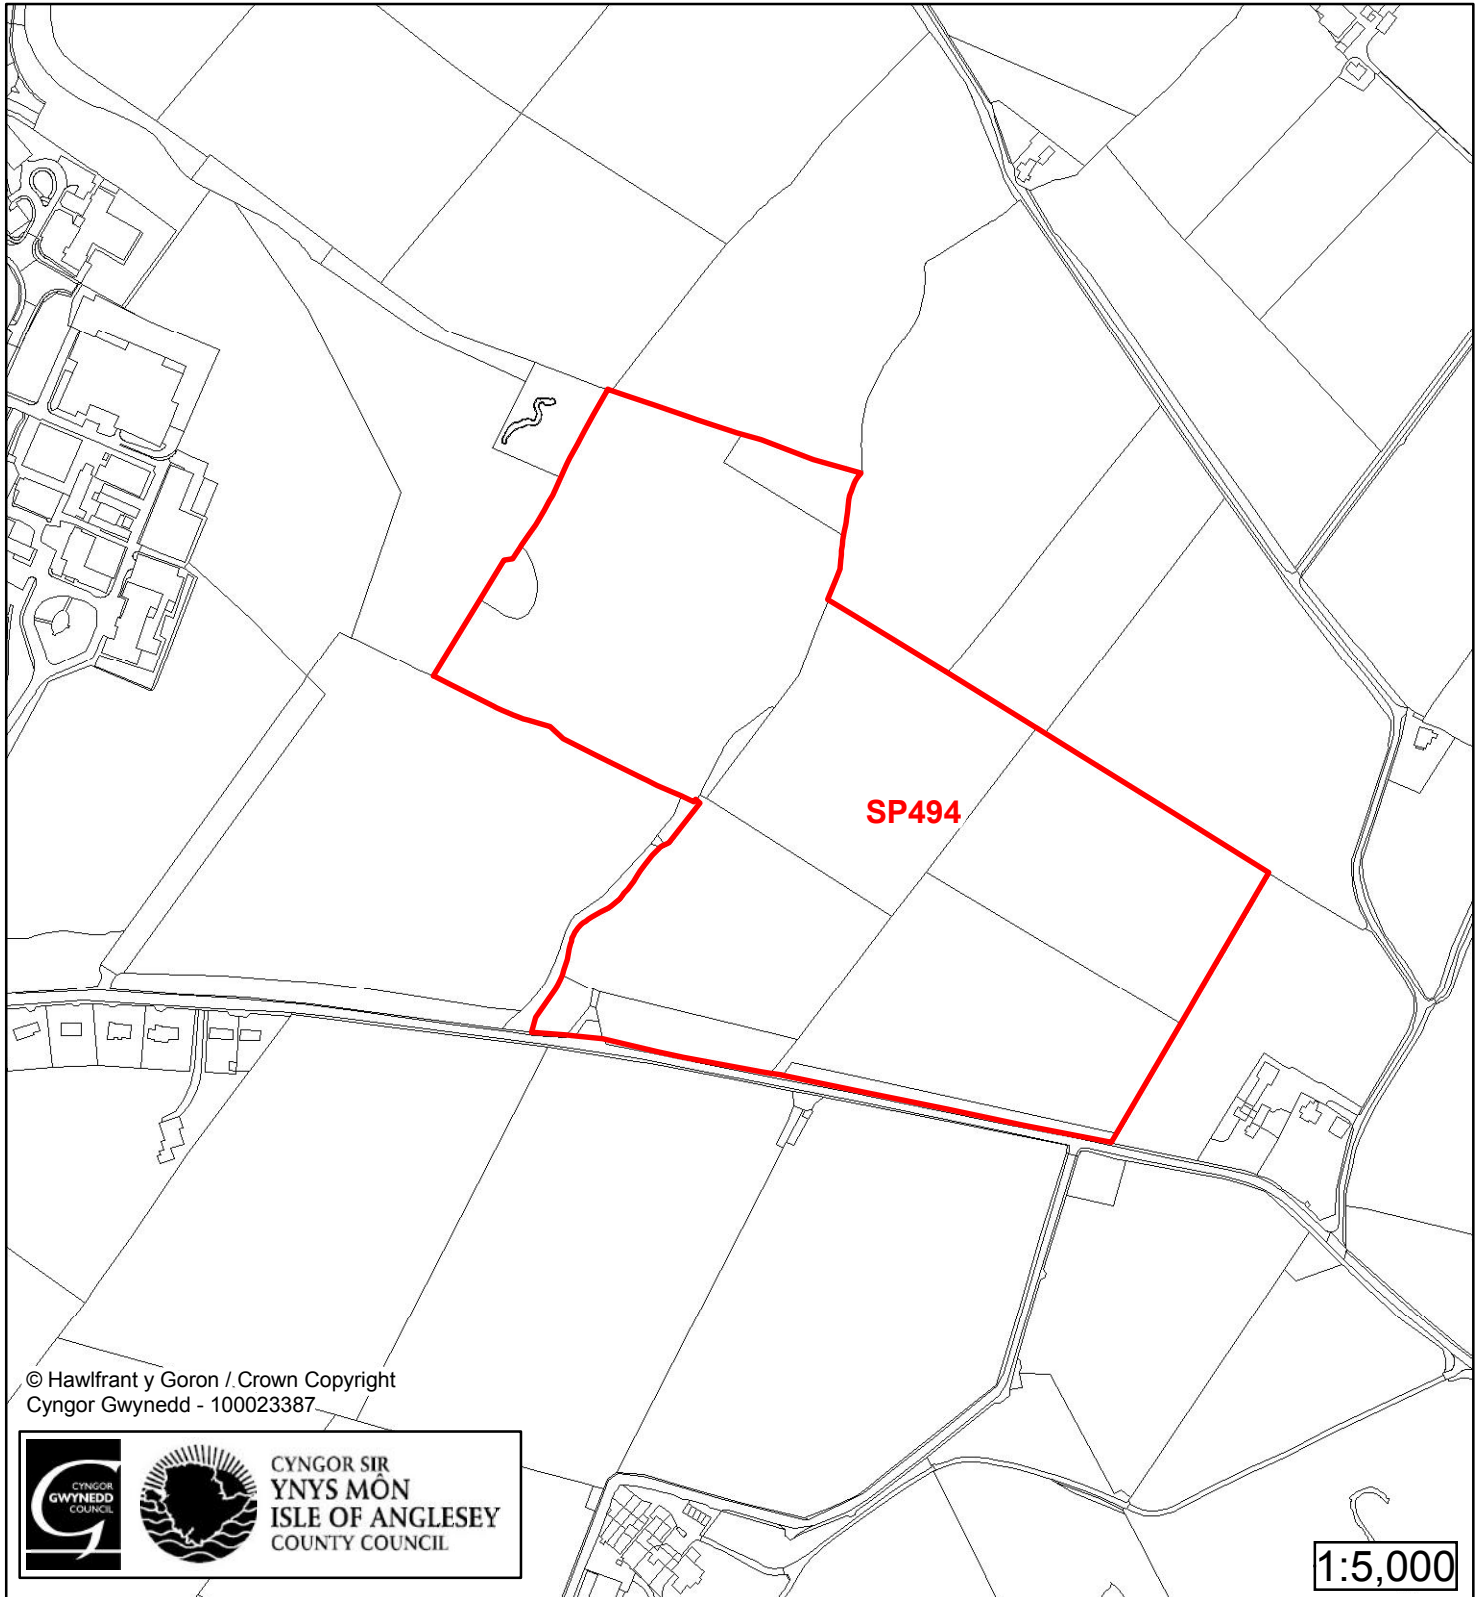 SP494
© Hawlfraint y Goron / Crown Copyright
Cyngor Gwynedd - 100023387
CYNGOR
GWYNEDD
COUNCIL
CYNGOR SIR
YNYS MÔN
ISLE OF ANGLESEY
COUNTY COUNCIL
1:5,000